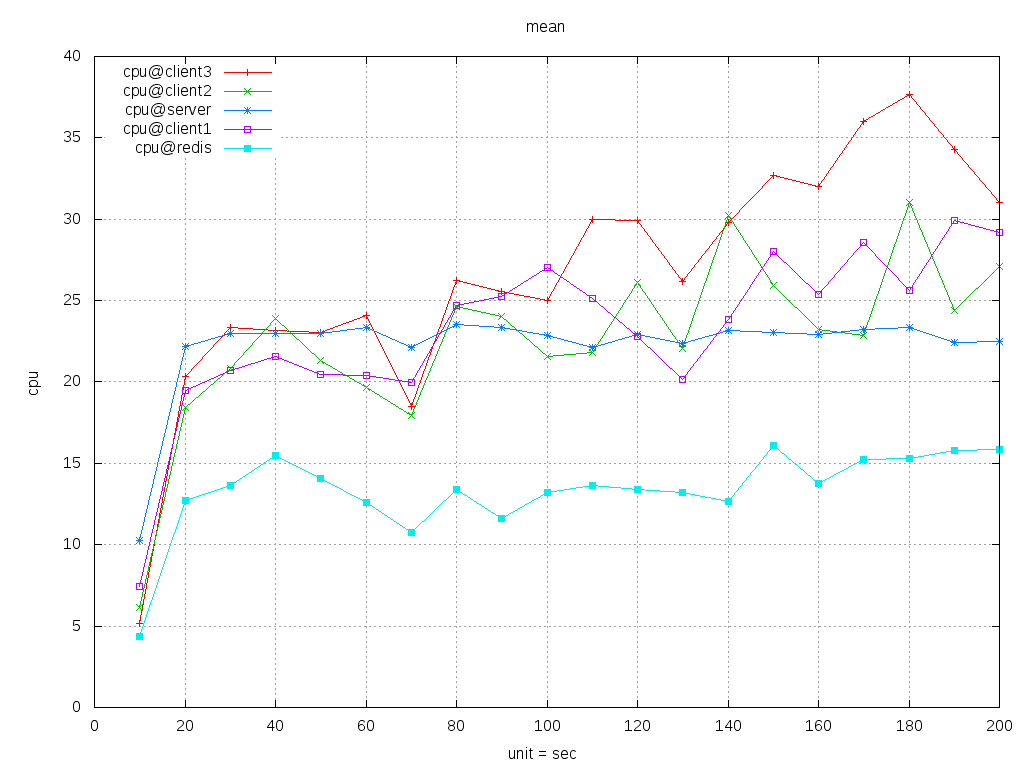 mean
40
35
30
25
20
15
10
5
0
cpu
cpu@client3
cpu@client2
cpu@server
cpu@client1
cpu@redis
0 20 40 60 80 100 120 140 160 180 200
unit = sec